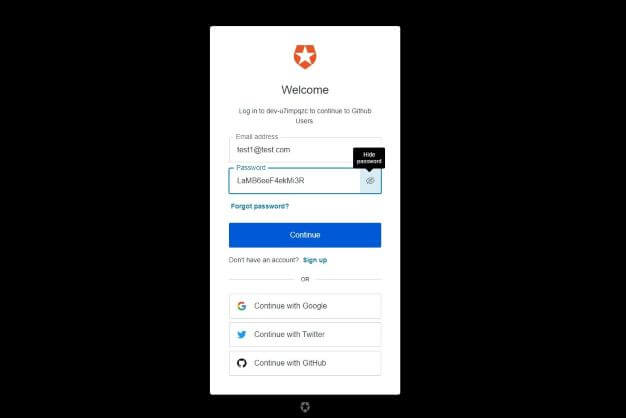 Welcome
Log in to dev-u7impqzc to continue to Github
Users
Email address
test1@test.com
Hide
password
Password
LaMB6eeF4ekMi3R
Forgot password?
Continue
Don't have an account? Sign up
OR
Continue with Google
Continue with Twitter
Continue with GitHub